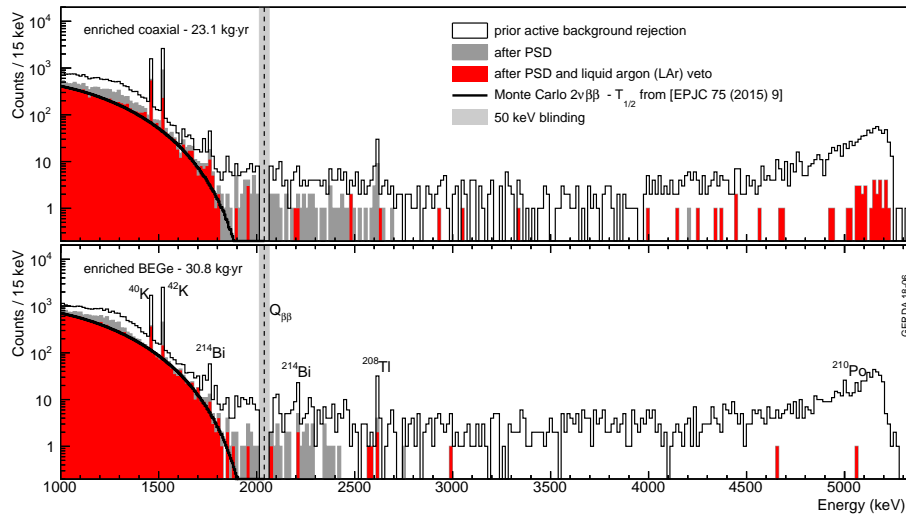 enriched coaxial - 23.1 kg·yr
prior active background rejection
after PSD
after PSD and liquid argon (LAr) veto
Monte Carlo 2νββ - T1/2 from [EPJC 75 (2015) 9]
50 keV blinding
Counts / 15 keV
10⁴
10³
10²
10
1
enriched BEGe - 30.8 kg·yr
⁴⁰K
⁴²K
²¹⁴Bi
Qββ
²¹⁴Bi
²⁰⁸Tl
²¹⁰Po
Counts / 15 keV
10⁴
10³
10²
10
1
1000 1500 2000 2500 3000 3500 4000 4500 5000
Energy (keV)